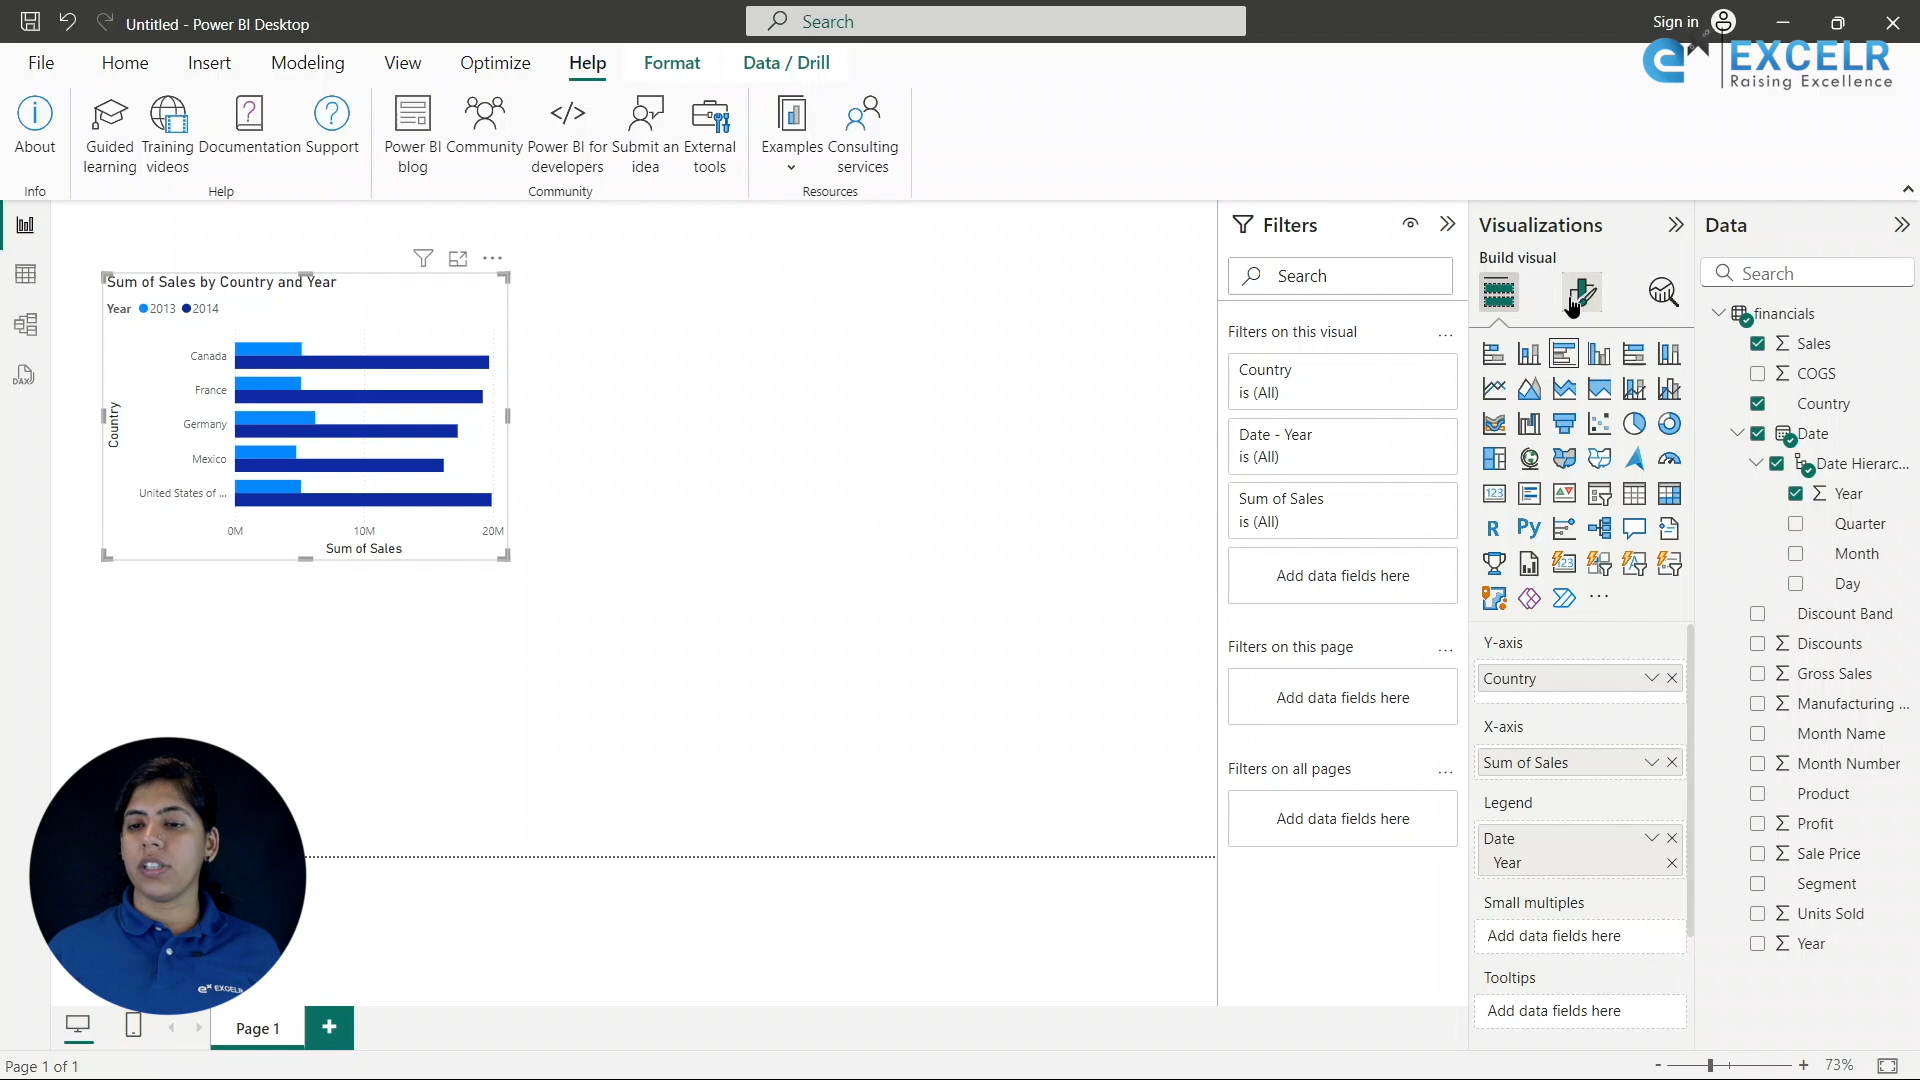 Untitled - Power BI Desktop
Search
Sign in
EXCELR
Raising Excellence
File
Home
Insert
Modeling
View
Optimize
Help
Format
Data / Drill
About
Guided learning
Training videos
Documentation
Support
Power BI blog
Community
Power BI for developers
Submit an idea
External tools
Examples
Consulting services
Info
Help
Community
Resources
Sum of Sales by Country and Year
Year 2013 2014
Country
Canada
France
Germany
Mexico
United States of ...
0M
10M
20M
Sum of Sales
DAX
Filters
Search
Filters on this visual
...
Country
is (All)
Date - Year
is (All)
Sum of Sales
is (All)
Add data fields here
Filters on this page
...
Add data fields here
Filters on all pages
...
Add data fields here
Visualizations
Build visual
123
R
Py
123
...
Y-axis
Country
X-axis
Sum of Sales
Legend
Date
Year
Small multiples
Add data fields here
Tooltips
Add data fields here
Data
Search
financials
Sales
COGS
Country
Date
Date Hierarc...
Year
Quarter
Month
Day
Discount Band
Discounts
Gross Sales
Manufacturing ...
Month Name
Month Number
Product
Profit
Sale Price
Segment
Units Sold
Year
EXCELR
Page 1
+
Page 1 of 1
- + 73%